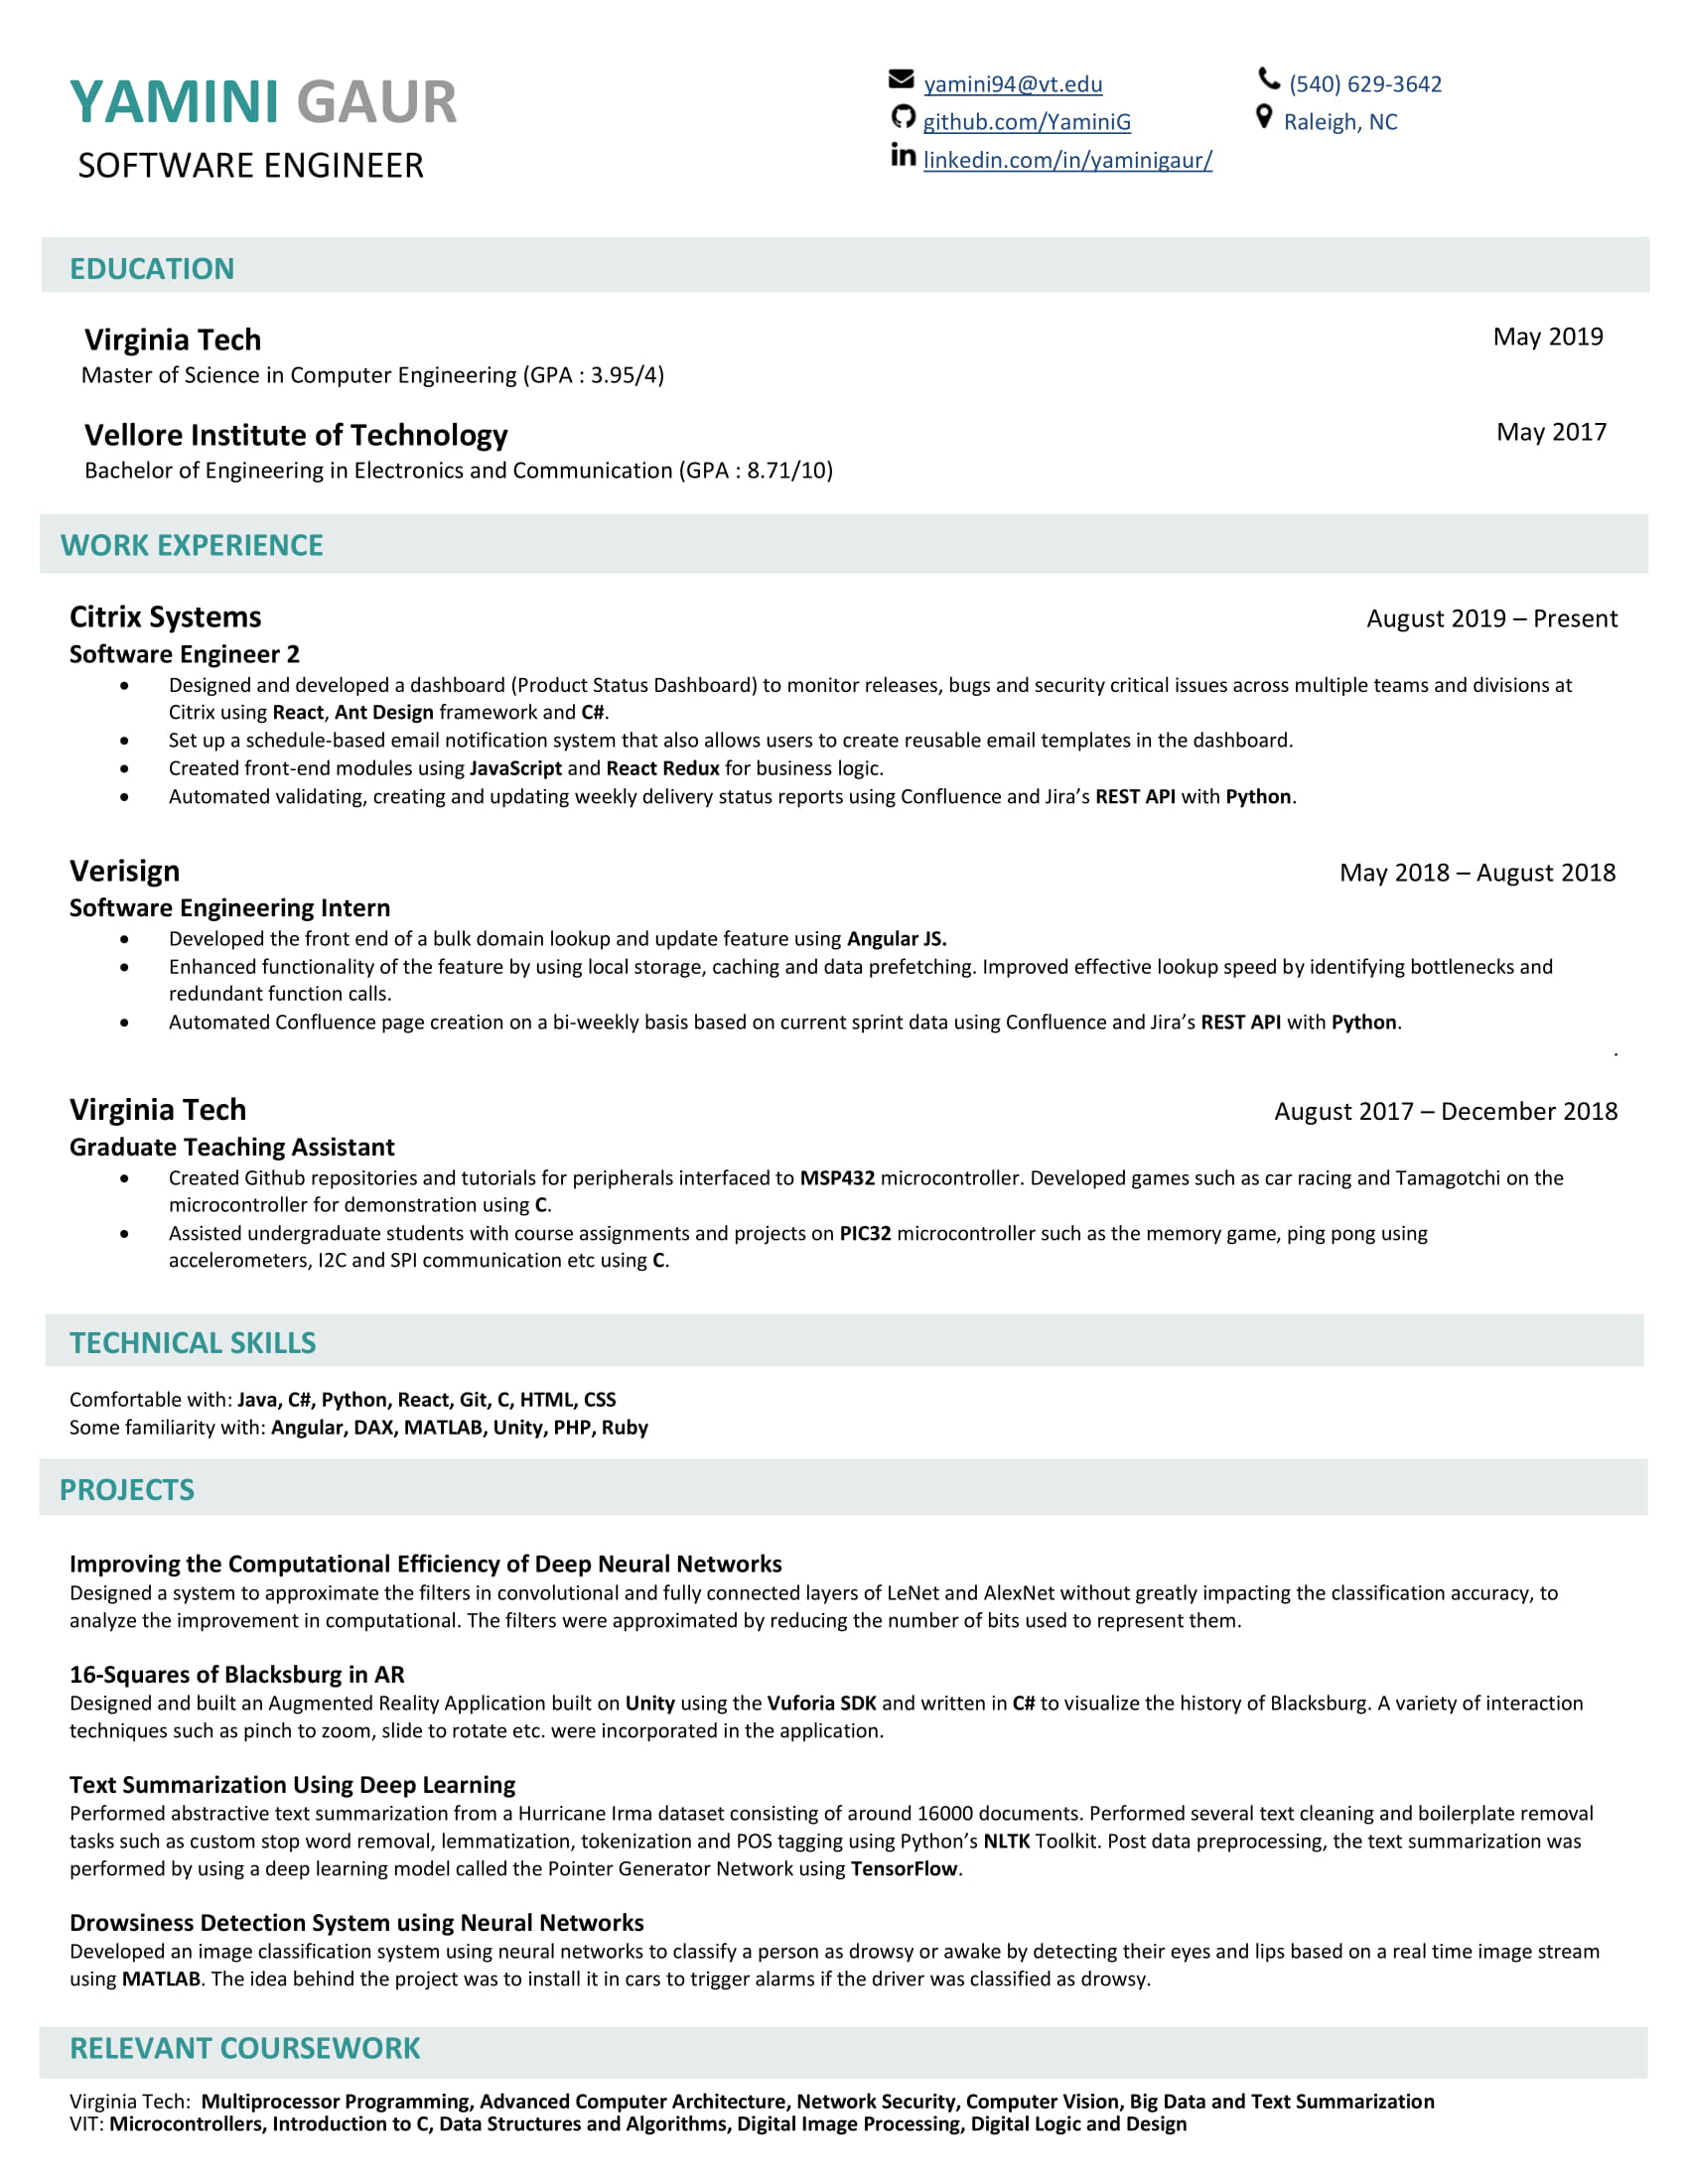 YAMINI GAUR
SOFTWARE ENGINEER
yamini94@vt.edu
(540) 629-3642
github.com/YaminiG
Raleigh, NC
in linkedin.com/in/yaminigaur/
EDUCATION
Virginia Tech May 2019
Master of Science in Computer Engineering (GPA : 3.95/4)
Vellore Institute of Technology May 2017
Bachelor of Engineering in Electronics and Communication (GPA : 8.71/10)
WORK EXPERIENCE
Citrix Systems August 2019 – Present
Software Engineer 2
• Designed and developed a dashboard (Product Status Dashboard) to monitor releases, bugs and security critical issues across multiple teams and divisions at
Citrix using React, Ant Design framework and C#.
• Set up a schedule-based email notification system that also allows users to create reusable email templates in the dashboard.
• Created front-end modules using JavaScript and React Redux for business logic.
• Automated validating, creating and updating weekly delivery status reports using Confluence and Jira’s REST API with Python.
Verisign May 2018 – August 2018
Software Engineering Intern
• Developed the front end of a bulk domain lookup and update feature using Angular JS.
• Enhanced functionality of the feature by using local storage, caching and data prefetching. Improved effective lookup speed by identifying bottlenecks and
redundant function calls.
• Automated Confluence page creation on a bi-weekly basis based on current sprint data using Confluence and Jira’s REST API with Python.
.
Virginia Tech August 2017 – December 2018
Graduate Teaching Assistant
• Created Github repositories and tutorials for peripherals interfaced to MSP432 microcontroller. Developed games such as car racing and Tamagotchi on the
microcontroller for demonstration using C.
• Assisted undergraduate students with course assignments and projects on PIC32 microcontroller such as the memory game, ping pong using
accelerometers, I2C and SPI communication etc using C.
TECHNICAL SKILLS
Comfortable with: Java, C#, Python, React, Git, C, HTML, CSS
Some familiarity with: Angular, DAX, MATLAB, Unity, PHP, Ruby
PROJECTS
Improving the Computational Efficiency of Deep Neural Networks
Designed a system to approximate the filters in convolutional and fully connected layers of LeNet and AlexNet without greatly impacting the classification accuracy, to
analyze the improvement in computational. The filters were approximated by reducing the number of bits used to represent them.
16-Squares of Blacksburg in AR
Designed and built an Augmented Reality Application built on Unity using the Vuforia SDK and written in C# to visualize the history of Blacksburg. A variety of interaction
techniques such as pinch to zoom, slide to rotate etc. were incorporated in the application.
Text Summarization Using Deep Learning
Performed abstractive text summarization from a Hurricane Irma dataset consisting of around 16000 documents. Performed several text cleaning and boilerplate removal
tasks such as custom stop word removal, lemmatization, tokenization and POS tagging using Python’s NLTK Toolkit. Post data preprocessing, the text summarization was
performed by using a deep learning model called the Pointer Generator Network using TensorFlow.
Drowsiness Detection System using Neural Networks
Developed an image classification system using neural networks to classify a person as drowsy or awake by detecting their eyes and lips based on a real time image stream
using MATLAB. The idea behind the project was to install it in cars to trigger alarms if the driver was classified as drowsy.
RELEVANT COURSEWORK
Virginia Tech: Multiprocessor Programming, Advanced Computer Architecture, Network Security, Computer Vision, Big Data and Text Summarization
VIT: Microcontrollers, Introduction to C, Data Structures and Algorithms, Digital Image Processing, Digital Logic and Design